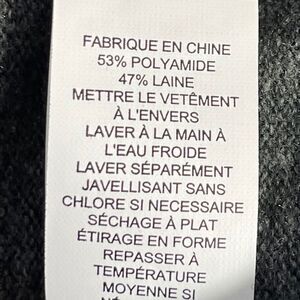 FABRIQUE EN CHINE
53% POLYAMIDE
47% LAINE
METTRE LE VETÊMENT
À L'ENVERS
LAVER À LA MAIN À
L'EAU FROIDE
LAVER SÉPARÉMENT
JAVELLISANT SANS
CHLORE SI NECESSAIRE
SÉCHAGE À PLAT
ÉTIRAGE EN FORME
REPASSER À
TEMPÉRATURE
MOYENNE SI